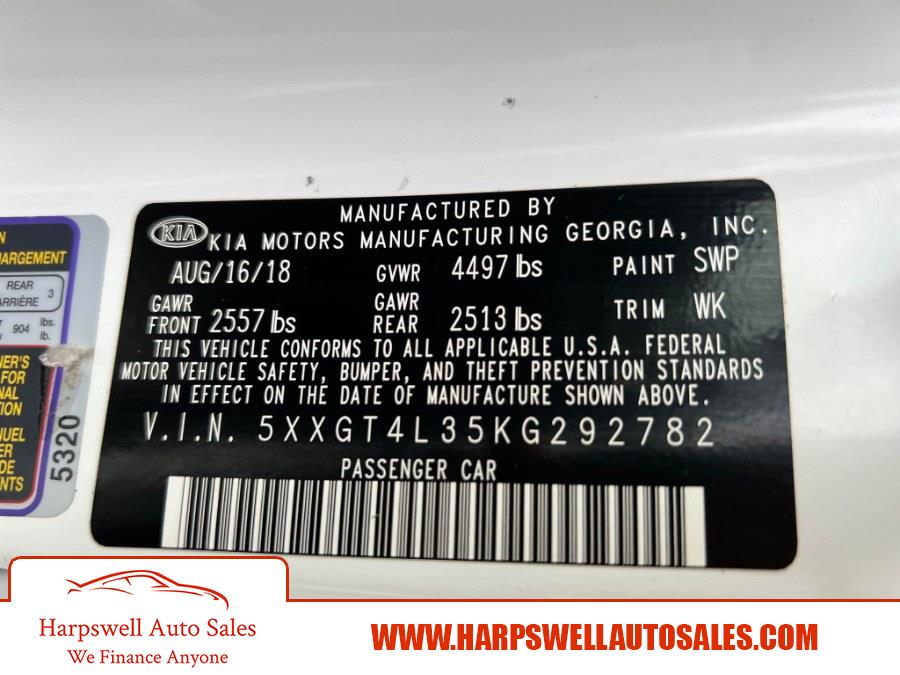 MANUFACTURED BY
KIA KIA MOTORS MANUFACTURING GEORGIA, INC.
AUG/16/18 GVWR 4497 lbs PAINT SWP
GAWR FRONT 2557 lbs GAWR REAR 2513 lbs TRIM WK
THIS VEHICLE CONFORMS TO ALL APPLICABLE U.S.A. FEDERAL
MOTOR VEHICLE SAFETY, BUMPER, AND THEFT PREVENTION STANDARDS
IN EFFECT ON THE DATE OF MANUFACTURE SHOWN ABOVE.
V.I.N. 5XXGT4L35KG292782
PASSENGER CAR
REAR
3
904 lbs.
lb.
5320
Harpswell Auto Sales
We Finance Anyone
WWW.HARPSWELLAUTOSALES.COM